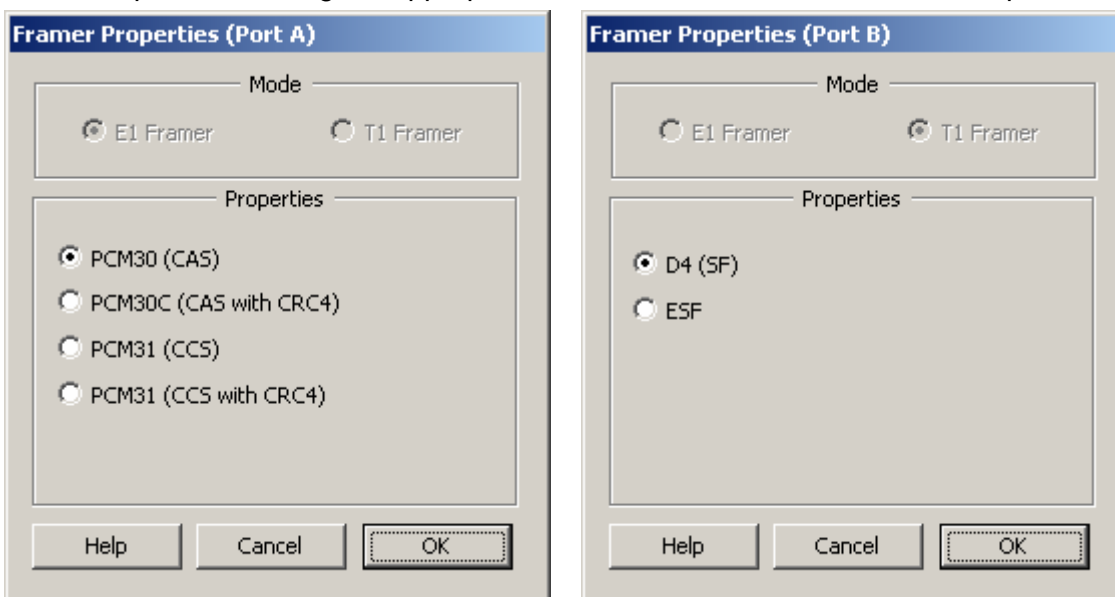 Framer Properties (Port A)
Mode
E1 Framer
T1 Framer
Properties
PCM30 (CAS)
PCM30C (CAS with CRC4)
PCM31 (CCS)
PCM31 (CCS with CRC4)
Help
Cancel
OK
Framer Properties (Port B)
Mode
E1 Framer
T1 Framer
Properties
D4 (SF)
ESF
Help
Cancel
OK